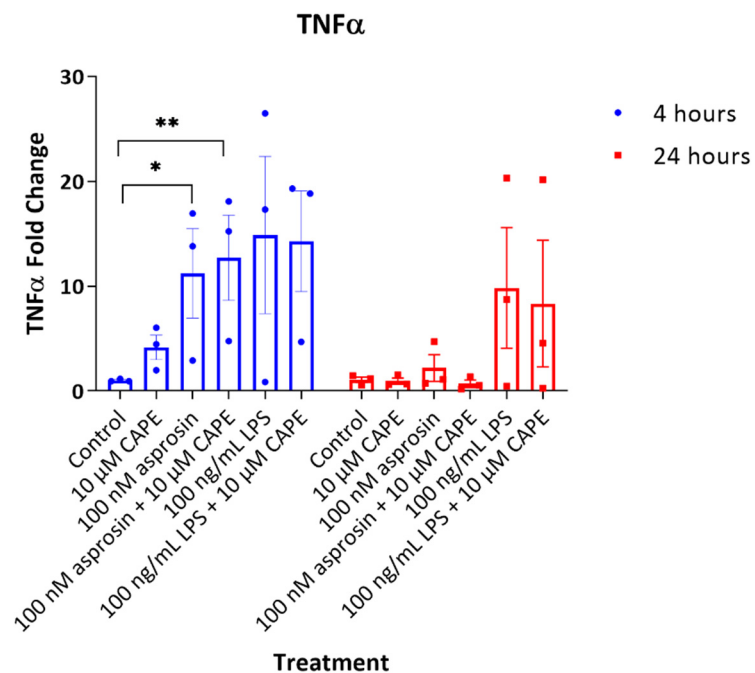 TNFα
30
20
10
0
TNFα Fold Change
**
*
4 hours
24 hours
Control
10 µM CAPE
100 nM asprosin
100 nM asprosin + 10 µM CAPE
100 ng/mL LPS
100 ng/mL LPS + 10 µM CAPE
Control
10 µM CAPE
100 nM asprosin
100 nM asprosin + 10 µM CAPE
100 ng/mL LPS
100 ng/mL LPS + 10 µM CAPE
Treatment